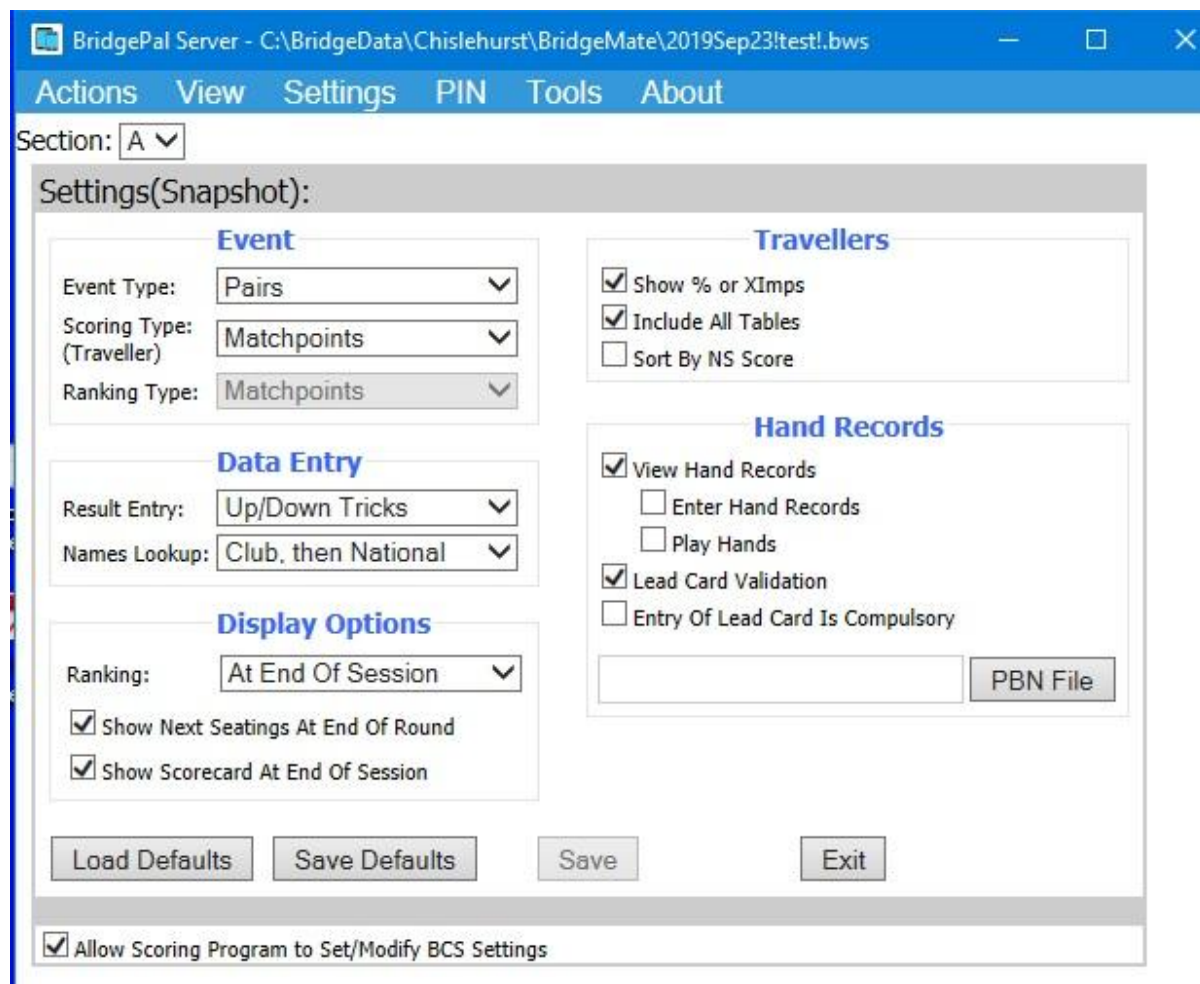 BridgePal Server - C:\BridgeData\Chislehurst\BridgeMate\2019Sep23!test!.bws
Actions View Settings PIN Tools About
Section: A
Settings(Snapshot):
Event
Event Type: Pairs
Scoring Type: (Traveller) Matchpoints
Ranking Type: Matchpoints
Data Entry
Result Entry: Up/Down Tricks
Names Lookup: Club, then National
Display Options
Ranking: At End Of Session
Show Next Seatings At End Of Round
Show Scorecard At End Of Session
Travellers
Show % or XImps
Include All Tables
Sort By NS Score
Hand Records
View Hand Records
Enter Hand Records
Play Hands
Lead Card Validation
Entry Of Lead Card Is Compulsory
PBN File
Load Defaults Save Defaults Save Exit
Allow Scoring Program to Set/Modify BCS Settings